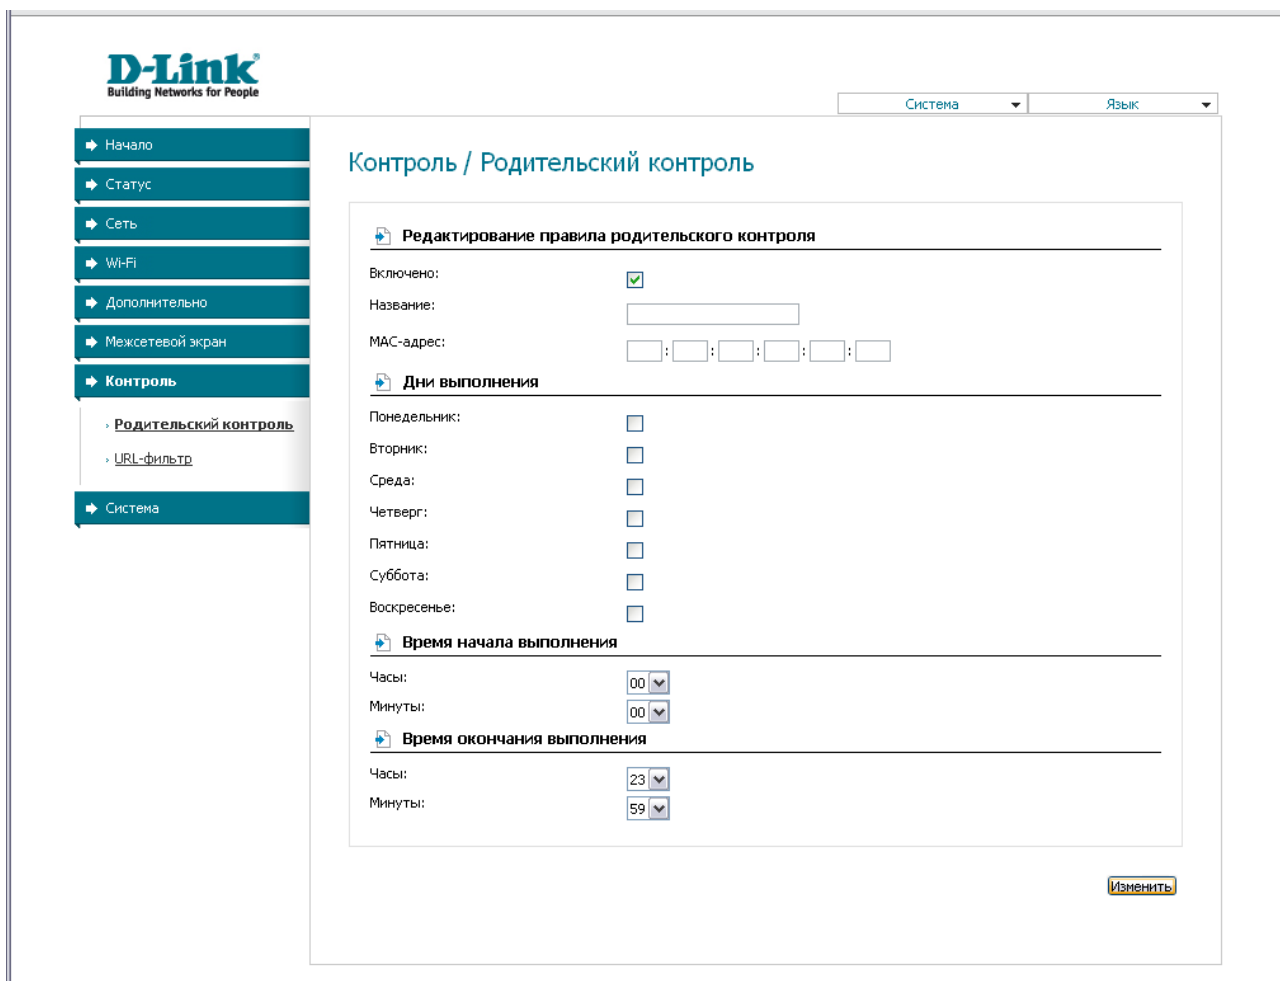 D-Link
Building Networks for People
Система
Язык
Начало
Статус
Сеть
Wi-Fi
Дополнительно
Межсетевой экран
Контроль
Родительский контроль
URL-фильтр
Система
Контроль / Родительский контроль
Редактирование правила родительского контроля
Включено:
Название:
MAC-адрес:
: : : : :
Дни выполнения
Понедельник:
Вторник:
Среда:
Четверг:
Пятница:
Суббота:
Воскресенье:
Время начала выполнения
Часы:
00
Минуты:
00
Время окончания выполнения
Часы:
23
Минуты:
59
Изменить